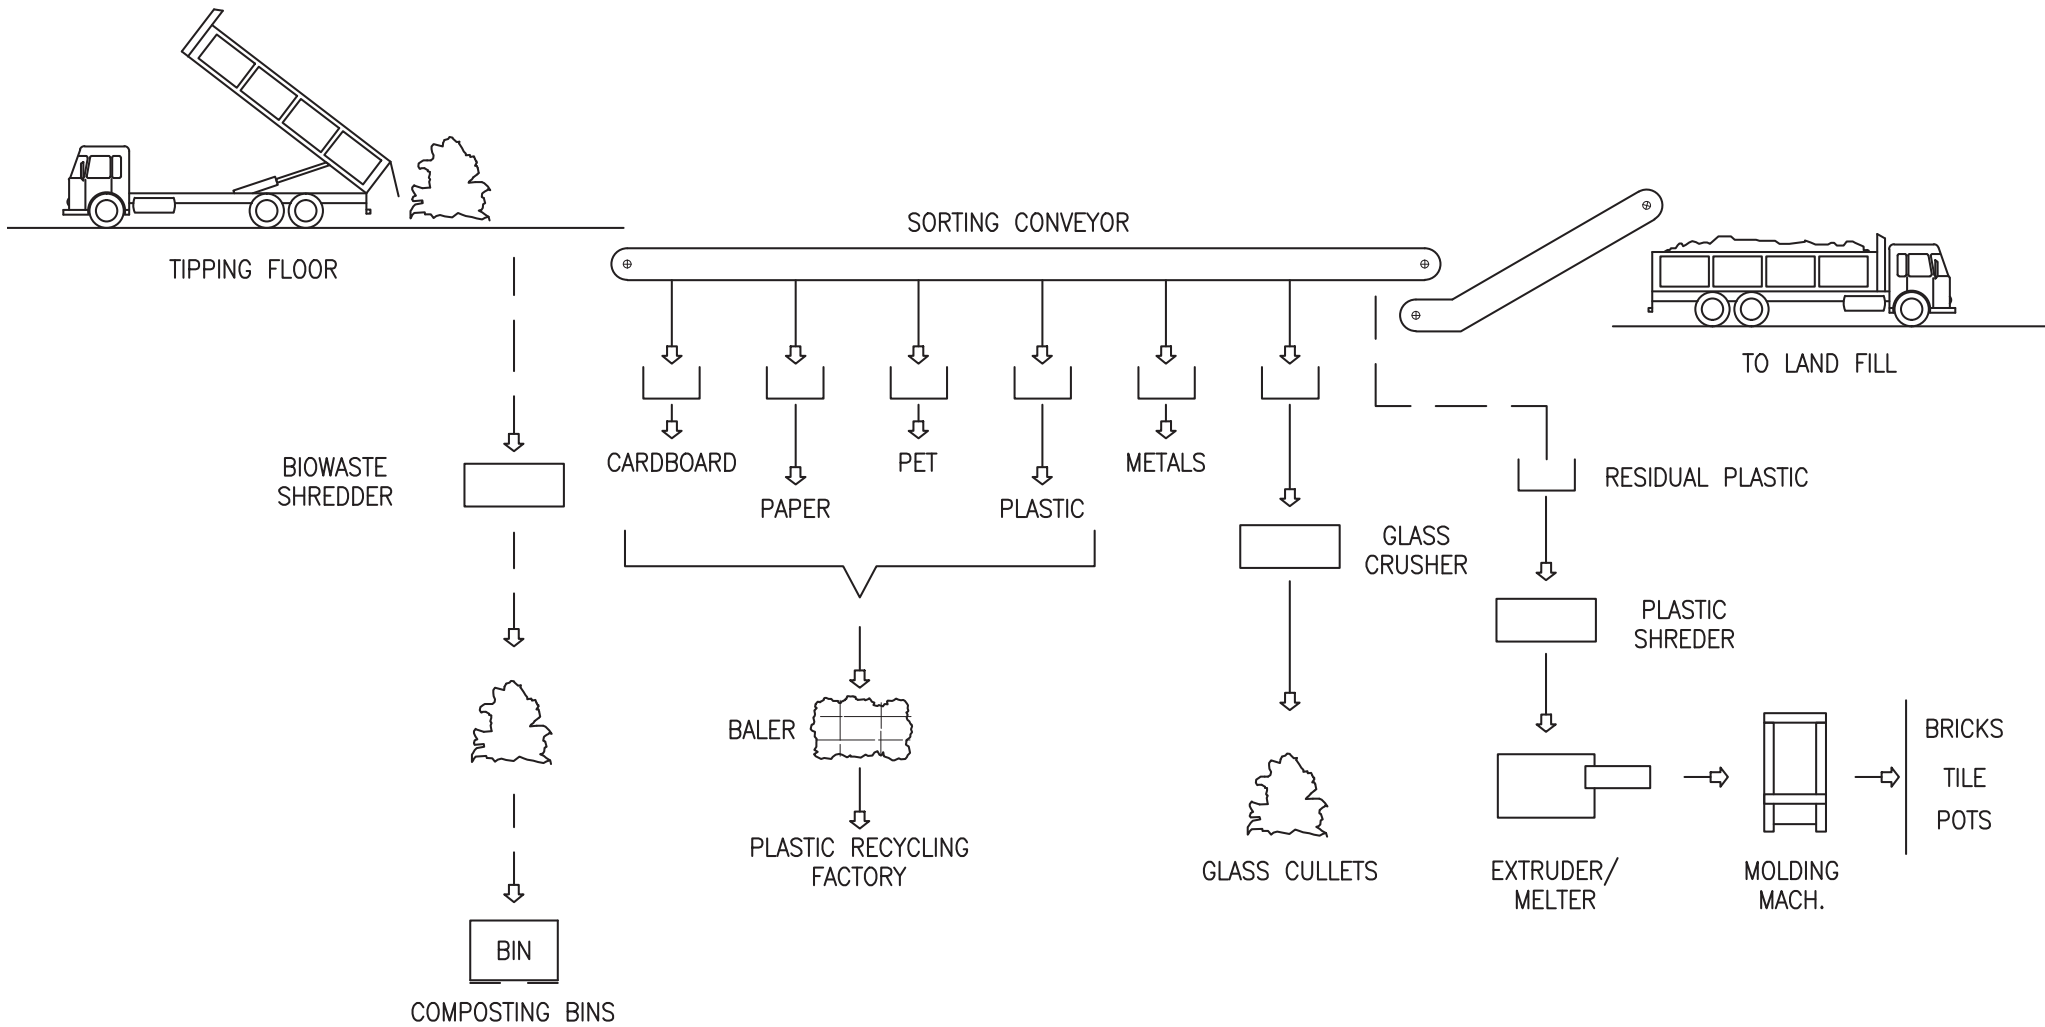 SORTING CONVEYOR
TIPPING FLOOR
TO LAND FILL
BIOWASTE
SHREDDER
CARDBOARD
PET
METALS
RESIDUAL PLASTIC
PAPER
PLASTIC
GLASS
CRUSHER
PLASTIC
SHREDER
BALER
BRICKS
TILE
POTS
PLASTIC RECYCLING
FACTORY
GLASS CULLETS
EXTRUDER/
MELTER
MOLDING
MACH.
BIN
COMPOSTING BINS